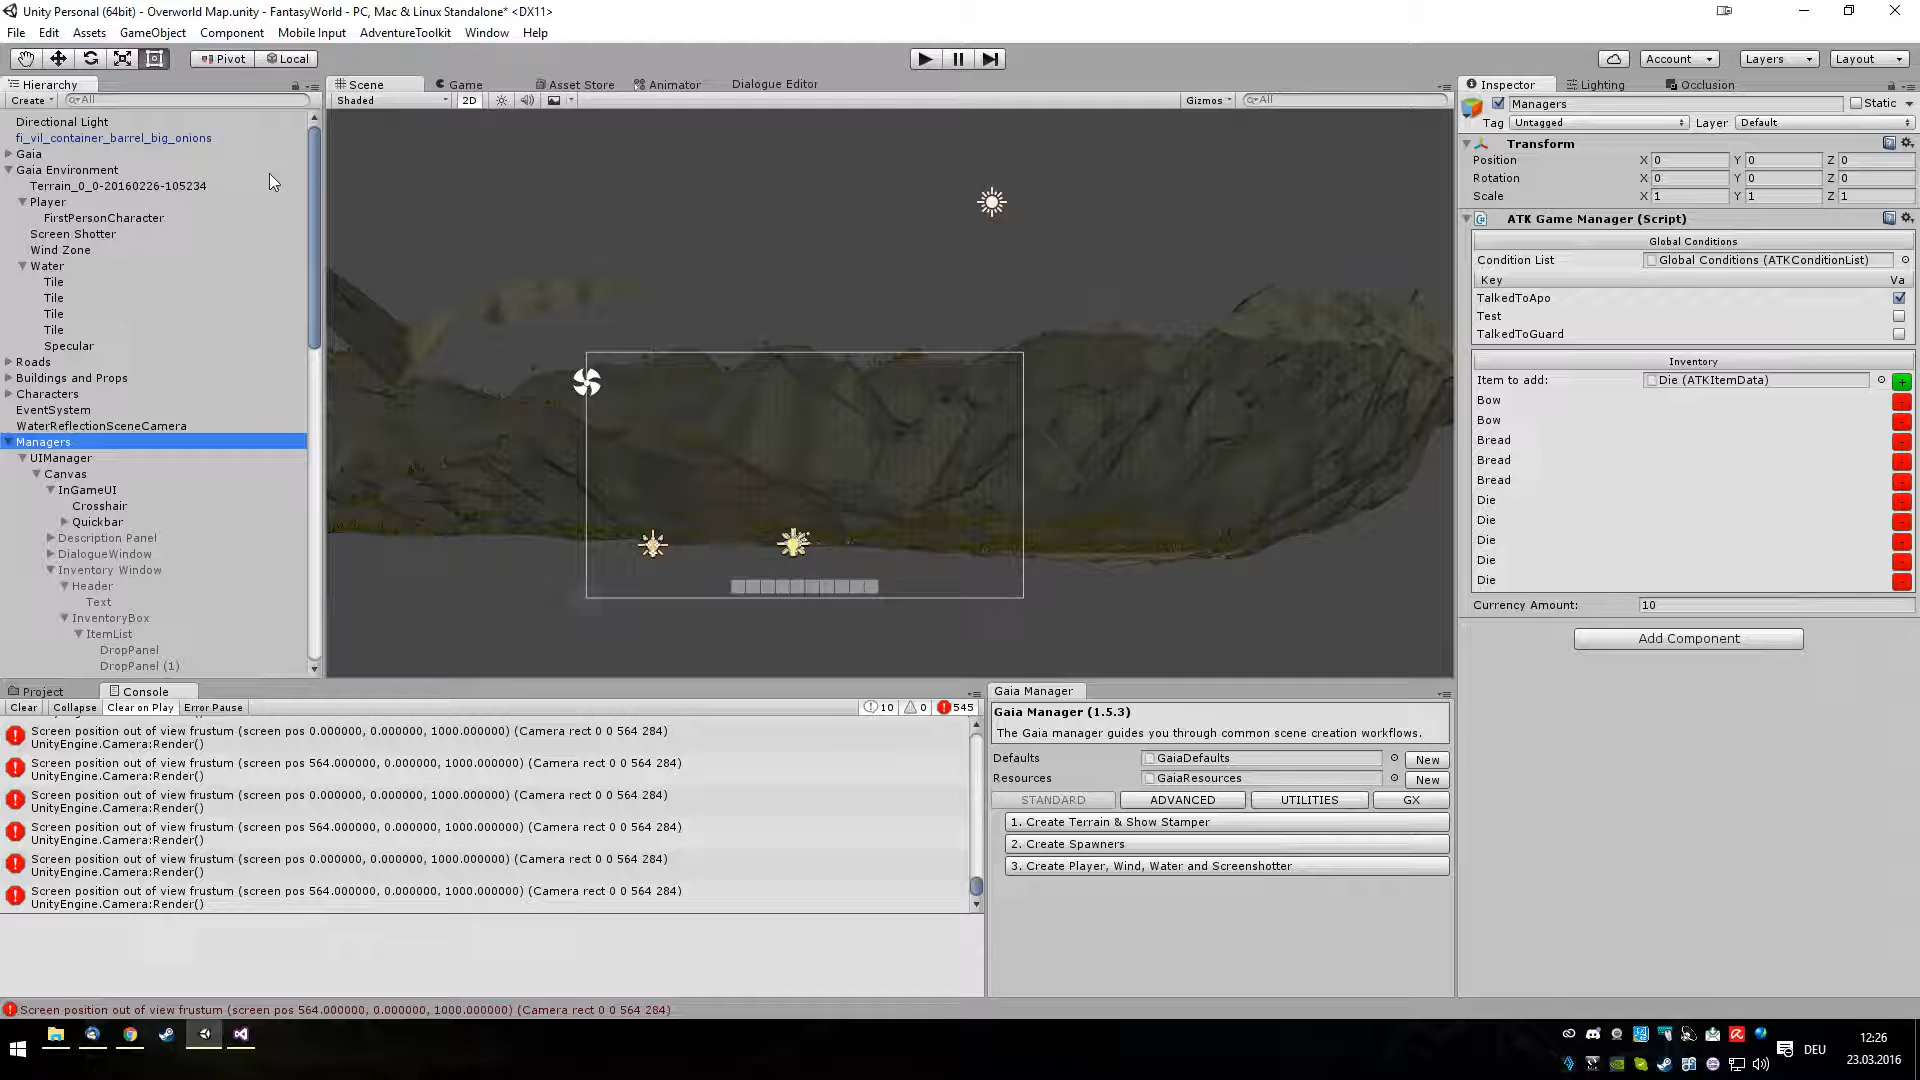 Unity Personal (64bit) - Overworld Map.unity - FantasyWorld - PC, Mac & Linux Standalone* <DX11>
File Edit Assets GameObject Component Mobile Input AdventureToolkit Window Help
Pivot Local Account Layers Layout
Hierarchy
Create All
Directional Light
fi_vil_container_barrel_big_onions
Gaia
Gaia Environment
Terrain_0_0-20160226-105234
Player
FirstPersonCharacter
Screen Shotter
Wind Zone
Water
Tile
Tile
Tile
Tile
Specular
Roads
Buildings and Props
Characters
EventSystem
WaterReflectionSceneCamera
Managers
UIManager
Canvas
InGameUI
Crosshair
Quickbar
Description Panel
DialogueWindow
Inventory Window
Header
Text
InventoryBox
ItemList
DropPanel
DropPanel (1)
Scene Game Asset Store Animator Dialogue Editor
Shaded 2D Gizmos All
Inspector Lighting Occlusion
Managers Static
Tag Untagged Layer Default
Transform
Position X 0 Y 0 Z 0
Rotation X 0 Y 0 Z 0
Scale X 1 Y 1 Z 1
ATK Game Manager (Script)
Global Conditions
Condition List Global Conditions (ATKConditionList)
Key Va
TalkedToApo
Test
TalkedToGuard
Inventory
Item to add: Die (ATKItemData) +
Bow -
Bow -
Bread -
Bread -
Bread -
Die -
Die -
Die -
Die -
Die -
Currency Amount: 10
Add Component
Project Console
Clear Collapse Clear on Play Error Pause 10 0 545
Screen position out of view frustum (screen pos 0.000000, 0.000000, 1000.000000) (Camera rect 0 0 564 284)
UnityEngine.Camera:Render()
Screen position out of view frustum (screen pos 564.000000, 0.000000, 1000.000000) (Camera rect 0 0 564 284)
UnityEngine.Camera:Render()
Screen position out of view frustum (screen pos 0.000000, 0.000000, 1000.000000) (Camera rect 0 0 564 284)
UnityEngine.Camera:Render()
Screen position out of view frustum (screen pos 564.000000, 0.000000, 1000.000000) (Camera rect 0 0 564 284)
UnityEngine.Camera:Render()
Screen position out of view frustum (screen pos 0.000000, 0.000000, 1000.000000) (Camera rect 0 0 564 284)
UnityEngine.Camera:Render()
Screen position out of view frustum (screen pos 564.000000, 0.000000, 1000.000000) (Camera rect 0 0 564 284)
UnityEngine.Camera:Render()
Gaia Manager
Gaia Manager (1.5.3)
The Gaia manager guides you through common scene creation workflows.
Defaults GaiaDefaults New
Resources GaiaResources New
STANDARD ADVANCED UTILITIES GX
1. Create Terrain & Show Stamper
2. Create Spawners
3. Create Player, Wind, Water and Screenshotter
Screen position out of view frustum (screen pos 564.000000, 0.000000, 1000.000000) (Camera rect 0 0 564 284)
DEU
12:26
23.03.2016